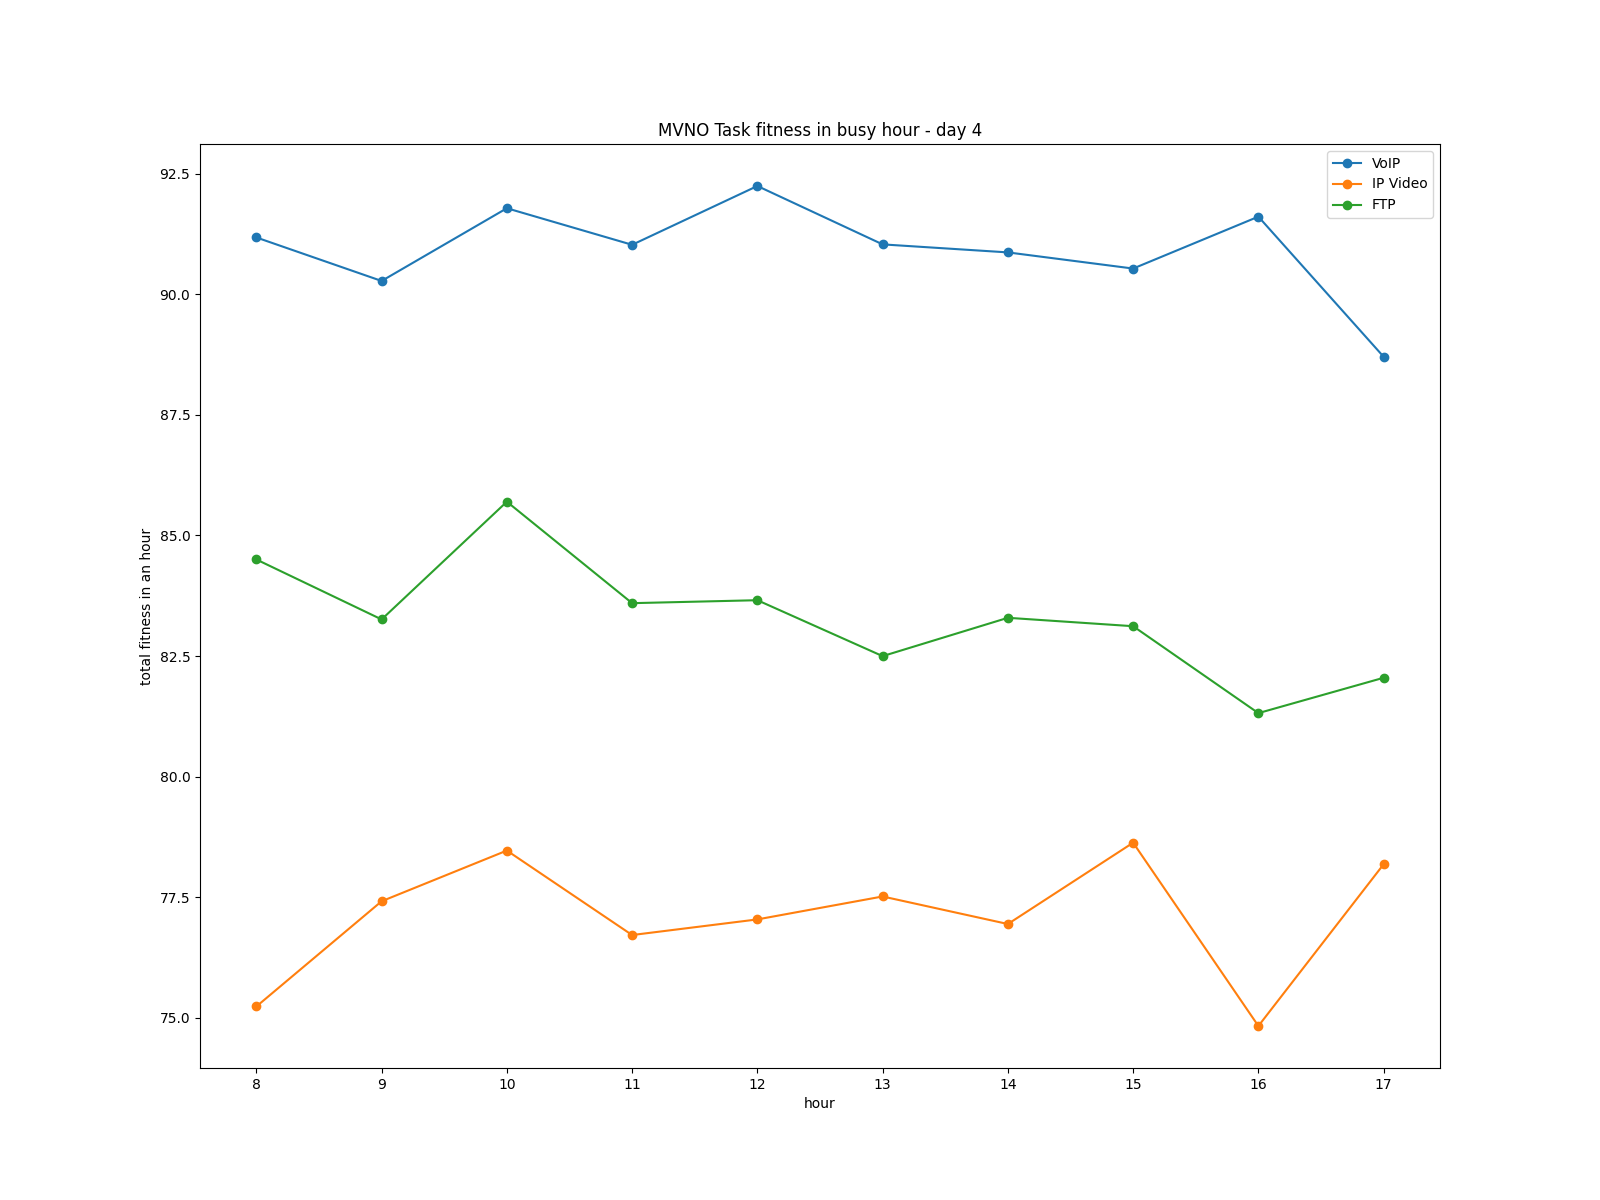 MVNO Task fitness in busy hour - day 4
VoIP
IP Video
FTP
92.5
90.0
87.5
85.0
82.5
80.0
77.5
75.0
total fitness in an hour
8 9 10 11 12 13 14 15 16 17
hour